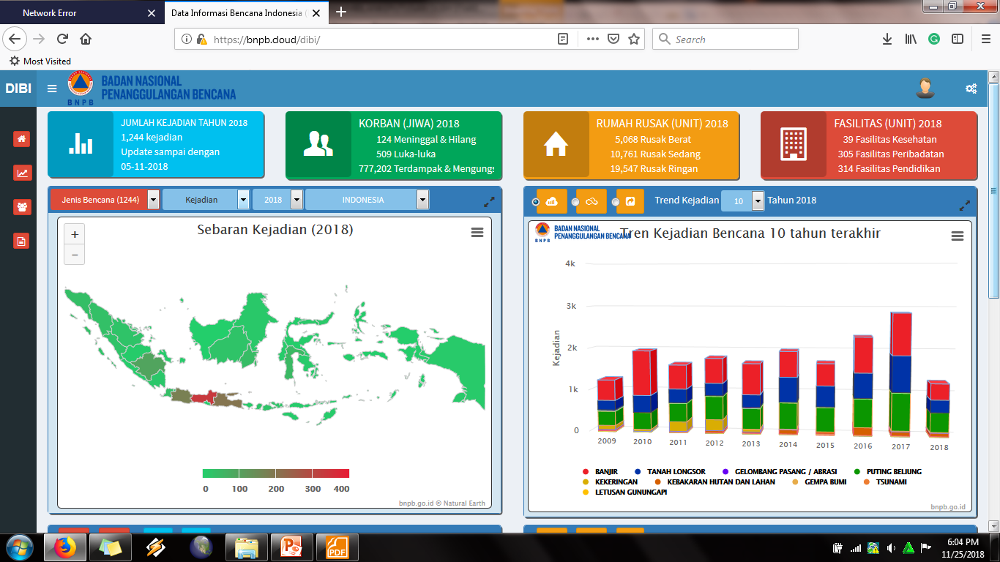 Network Error
Data Informasi Bencana Indonesia (
https://bnpb.cloud/dibi/
Search
Most Visited
DIBI
BNPB
BADAN NASIONAL
PENANGGULANGAN BENCANA
JUMLAH KEJADIAN TAHUN 2018
1,244 kejadian
Update sampai dengan
05-11-2018
KORBAN (JIWA) 2018
124 Meninggal & Hilang
509 Luka-luka
777,202 Terdampak & Mengungs
RUMAH RUSAK (UNIT) 2018
5,068 Rusak Berat
10,761 Rusak Sedang
19,547 Rusak Ringan
FASILITAS (UNIT) 2018
39 Fasilitas Kesehatan
305 Fasilitas Peribadatan
314 Fasilitas Pendidikan
Jenis Bencana (1244)
Kejadian
2018
INDONESIA
Sebaran Kejadian (2018)
+
−
0 100 200 300 400
bnpb.go.id © Natural Earth
Trend Kejadian 10 Tahun 2018
BNPB
BADAN NASIONAL
PENANGGULANGAN BENCANA
Tren Kejadian Bencana 10 tahun terakhir
Kejadian
4k
3k
2k
1k
0
2009 2010 2011 2012 2013 2014 2015 2016 2017 2018
BANJIR TANAH LONGSOR GELOMBANG PASANG / ABRASI PUTING BELIUNG
KEKERINGAN KEBAKARAN HUTAN DAN LAHAN GEMPA BUMI TSUNAMI
LETUSAN GUNUNGAPI
bnpb.go.id
PDF
6:04 PM
11/25/2018